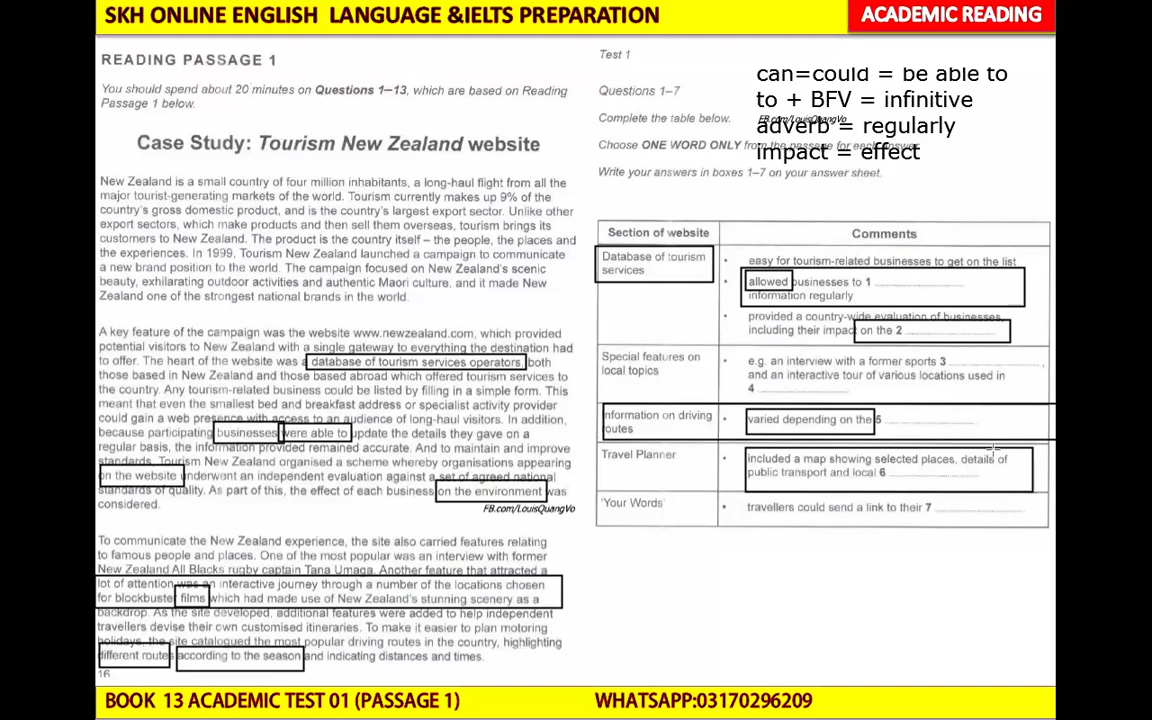 SKH ONLINE ENGLISH LANGUAGE &IELTS PREPARATION
ACADEMIC READING
READING PASSAGE 1
You should spend about 20 minutes on Questions 1–13, which are based on Reading
Passage 1 below.
Case Study: Tourism New Zealand website
New Zealand is a small country of four million inhabitants, a long-haul flight from all the
major tourist-generating markets of the world. Tourism currently makes up 9% of the
country's gross domestic product, and is the country's largest export sector. Unlike other
export sectors, which make products and then sell them overseas, tourism brings its
customers to New Zealand. The product is the country itself – the people, the places and
the experiences. In 1999, Tourism New Zealand launched a campaign to communicate
a new brand position to the world. The campaign focused on New Zealand's scenic
beauty, exhilarating outdoor activities and authentic Maori culture, and it made New
Zealand one of the strongest national brands in the world.
A key feature of the campaign was the website www.newzealand.com, which provided
potential visitors to New Zealand with a single gateway to everything the destination had
to offer. The heart of the website was a database of tourism services operators, both
those based in New Zealand and those based abroad which offered tourism services to
the country. Any tourism-related business could be listed by filling in a simple form. This
meant that even the smallest bed and breakfast address or specialist activity provider
could gain a web presence with access to an audience of long-haul visitors. In addition,
because participating businesses were able to update the details they gave on a
regular basis, the information provided remained accurate. And to maintain and improve
standards, Tourism New Zealand organised a scheme whereby organisations appearing
on the website underwent an independent evaluation against a set of agreed national
standards of quality. As part of this, the effect of each business on the environment was
considered.
FB.com/LouisQuangVo
To communicate the New Zealand experience, the site also carried features relating
to famous people and places. One of the most popular was an interview with former
New Zealand All Blacks rugby captain Tana Umaga. Another feature that attracted a
lot of attention was an interactive journey through a number of the locations chosen
for blockbuster films which had made use of New Zealand's stunning scenery as a
backdrop. As the site developed, additional features were added to help independent
travellers devise their own customised itineraries. To make it easier to plan motoring
holidays, the site catalogued the most popular driving routes in the country, highlighting
different routes according to the season and indicating distances and times.
16
Test 1
Questions 1–7
Complete the table below.
Choose ONE WORD ONLY from the passage for each answer.
Write your answers in boxes 1–7 on your answer sheet.
can=could = be able to
to + BFV = infinitive
FB.com/LouisQuangVo
adverb = regularly
impact = effect
Section of website
Comments
Database of tourism
services
• easy for tourism-related businesses to get on the list
• allowed businesses to 1 ....................
information regularly
• provided a country-wide evaluation of businesses,
including their impact on the 2 ....................
Special features on
local topics
• e.g. an interview with a former sports 3 ....................,
and an interactive tour of various locations used in
4 ....................
Information on driving
routes
• varied depending on the 5 ....................
Travel Planner
• included a map showing selected places, details of
public transport and local 6 ....................
'Your Words'
• travellers could send a link to their 7 ....................
BOOK 13 ACADEMIC TEST 01 (PASSAGE 1)
WHATSAPP:03170296209